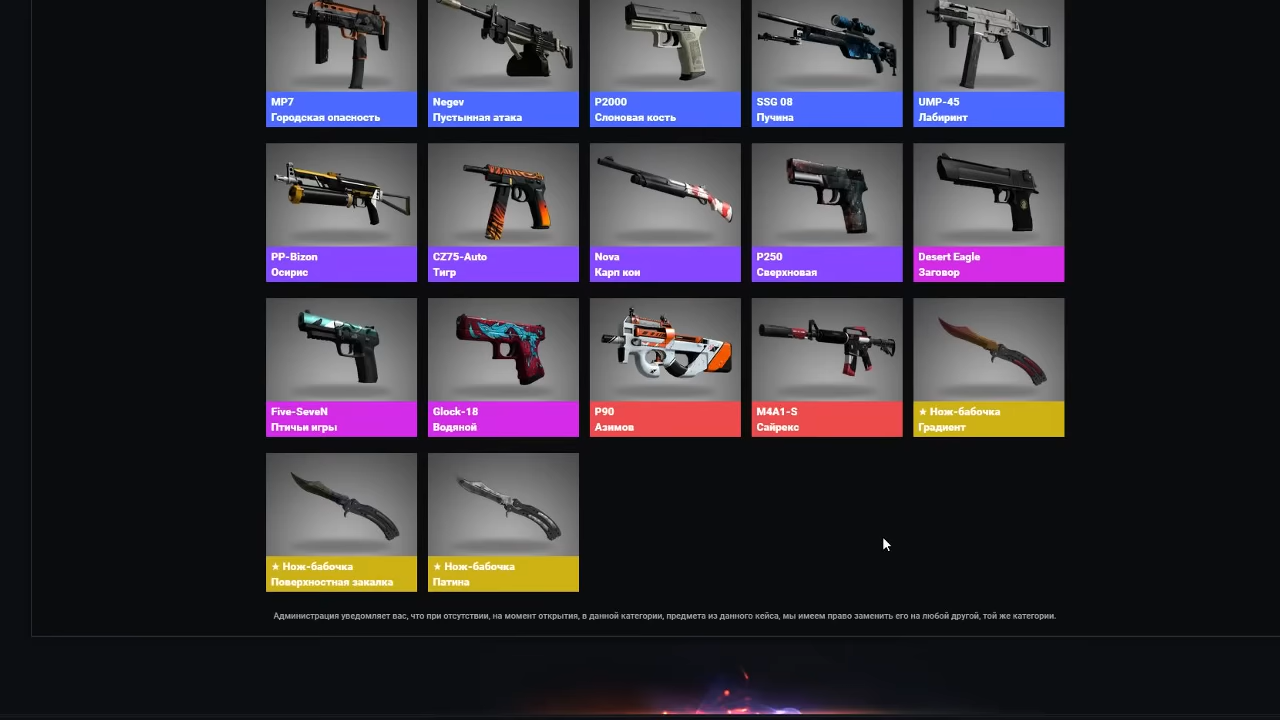 MP7
Городская опасность
Negev
Пустынная атака
P2000
Слоновая кость
SSG 08
Пучина
UMP-45
Лабиринт
PP-Bizon
Осирис
CZ75-Auto
Тигр
Nova
Карп кои
P250
Сверхновая
Desert Eagle
Заговор
Five-SeveN
Птичьи игры
Glock-18
Водяной
P90
Азимов
M4A1-S
Сайрекс
★ Нож-бабочка
Градиент
★ Нож-бабочка
Поверхностная закалка
★ Нож-бабочка
Патина
Администрация уведомляет вас, что при отсутствии, на момент открытия, в данной категории, предмета из данного кейса, мы имеем право заменить его на любой другой, той же категории.